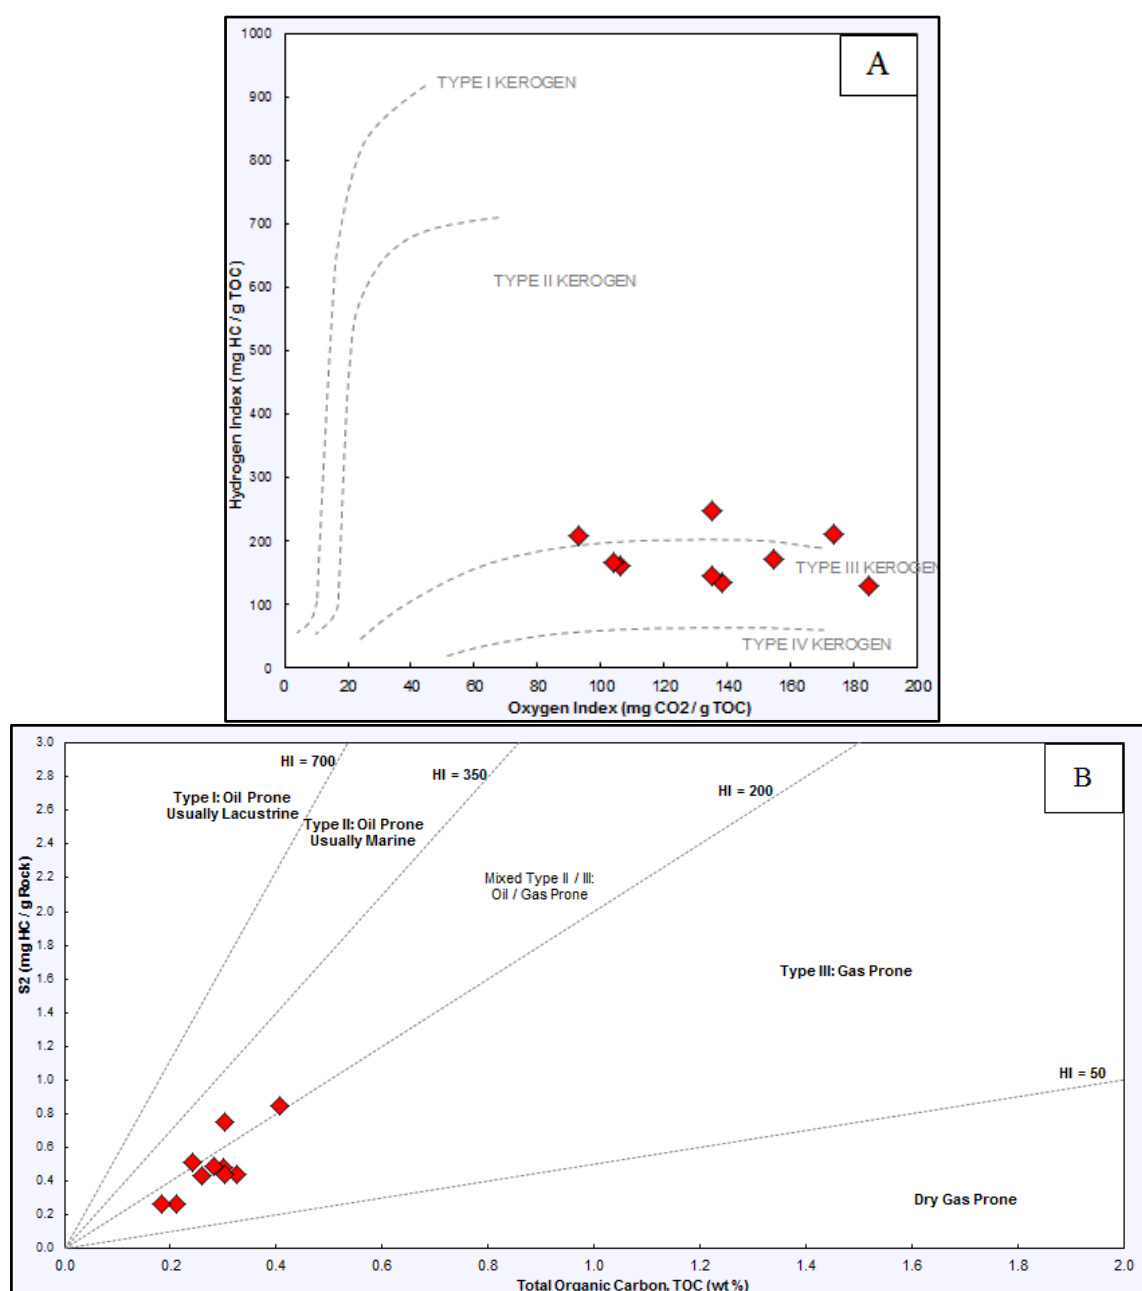 A
1000
900
800
700
600
500
400
300
200
100
0
Hydrogen Index (mg HC / g TOC)
TYPE I KEROGEN
TYPE II KEROGEN
TYPE III KEROGEN
TYPE IV KEROGEN
0 20 40 60 80 100 120 140 160 180 200
Oxygen Index (mg CO2 / g TOC)
B
3.0
2.8
2.6
2.4
2.2
2.0
1.8
1.6
1.4
1.2
1.0
0.8
0.6
0.4
0.2
0.0
S2 (mg HC / g Rock)
HI = 700
HI = 350
HI = 200
Type I: Oil Prone
Usually Lacustrine
Type II: Oil Prone
Usually Marine
Mixed Type II / III:
Oil / Gas Prone
Type III: Gas Prone
HI = 50
Dry Gas Prone
0.0 0.2 0.4 0.6 0.8 1.0 1.2 1.4 1.6 1.8 2.0
Total Organic Carbon, TOC (wt%)